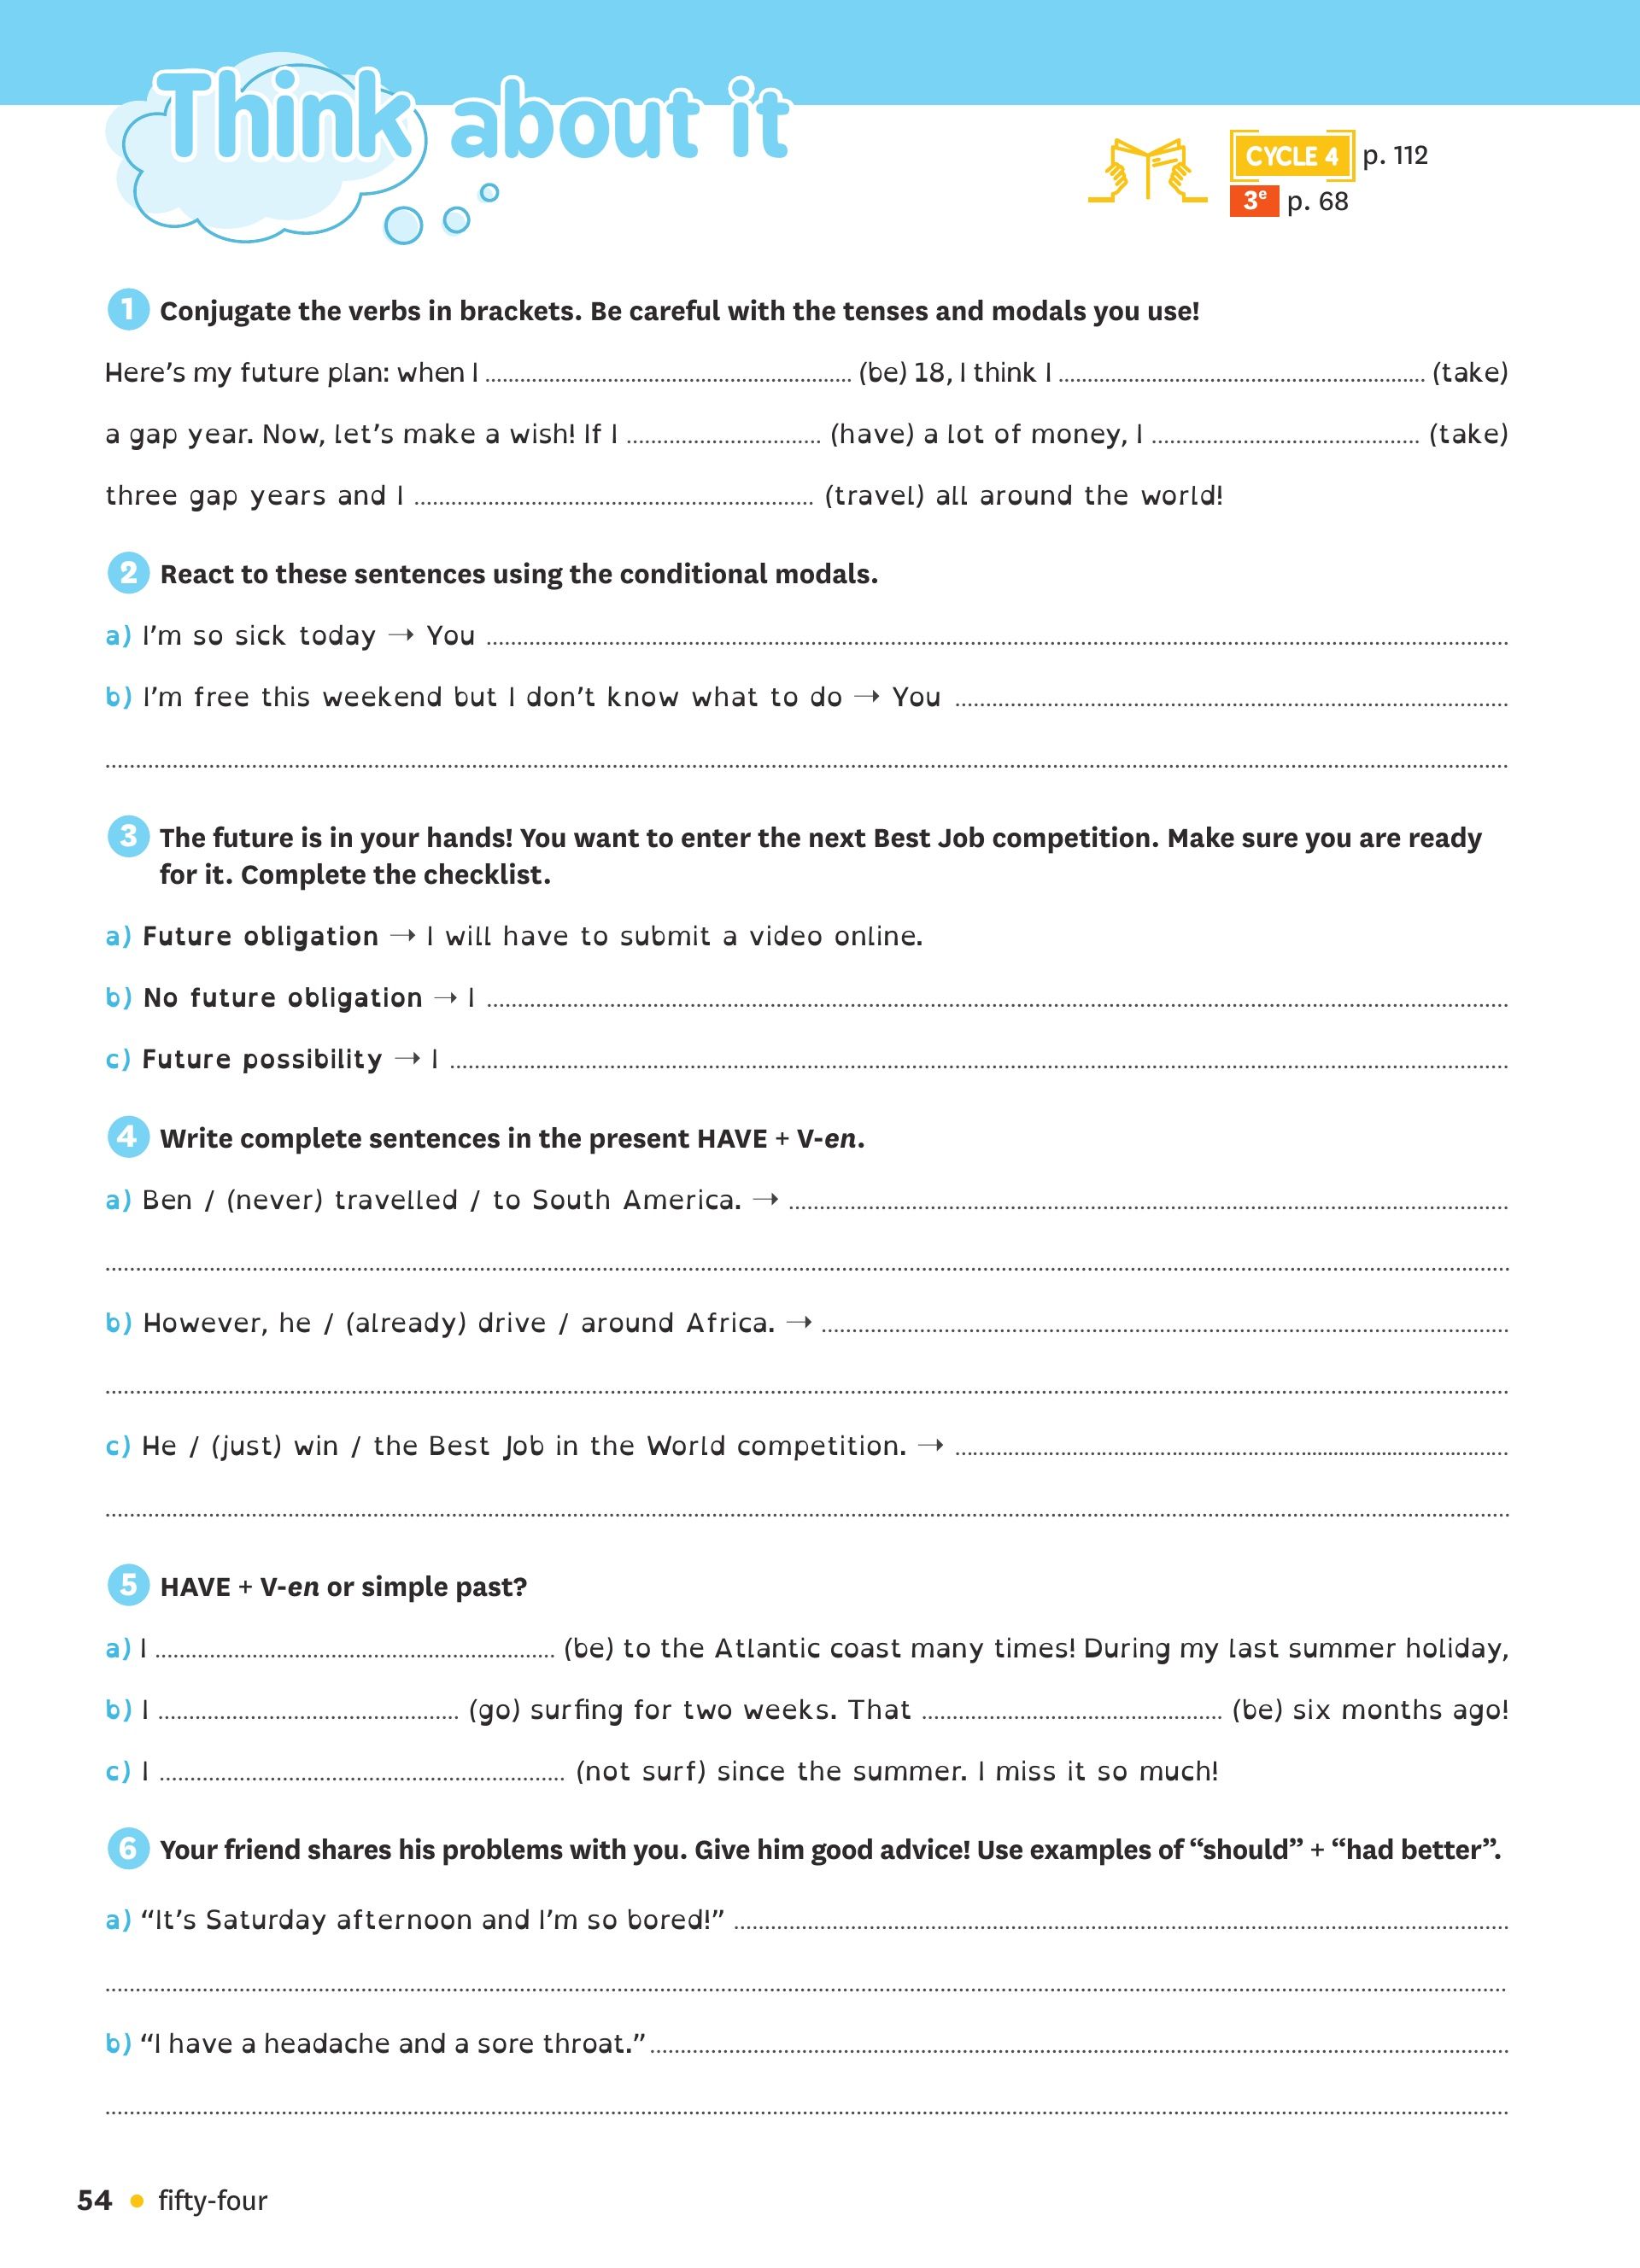 Think about it
CYCLE 4 p. 112
3e p. 68
1 Conjugate the verbs in brackets. Be careful with the tenses and modals you use!
Here's my future plan: when I ........ (be) 18, I think I ........ (take)
a gap year. Now, let's make a wish! If I ........ (have) a lot of money, I ........ (take)
three gap years and I ........ (travel) all around the world!
2 React to these sentences using the conditional modals.
a) I'm so sick today → You ........
b) I'm free this weekend but I don't know what to do → You ........
3 The future is in your hands! You want to enter the next Best Job competition. Make sure you are ready
for it. Complete the checklist.
a) Future obligation → I will have to submit a video online.
b) No future obligation → I ........
c) Future possibility → I ........
4 Write complete sentences in the present HAVE + V-en.
a) Ben / (never) travelled / to South America. → ........
b) However, he / (already) drive / around Africa. → ........
c) He / (just) win / the Best Job in the World competition. → ........
5 HAVE + V-en or simple past?
a) I ........ (be) to the Atlantic coast many times! During my last summer holiday,
b) I ........ (go) surfing for two weeks. That ........ (be) six months ago!
c) I ........ (not surf) since the summer. I miss it so much!
6 Your friend shares his problems with you. Give him good advice! Use examples of “should” + “had better”.
a) “It's Saturday afternoon and I'm so bored!” ........
b) “I have a headache and a sore throat.” ........
54 • fifty-four